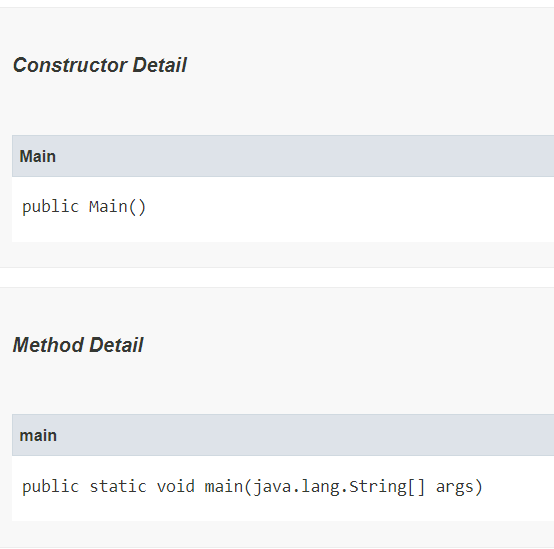 Constructor Detail
Main
public Main()
Method Detail
main
public static void main(java.lang.String[] args)